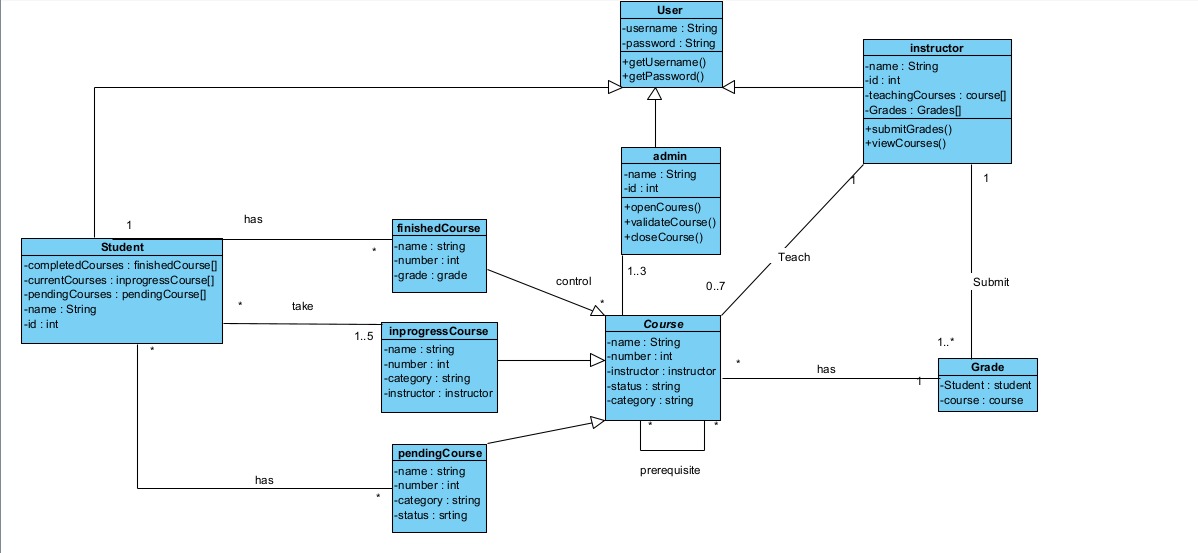 User
-username : String
-password : String
+getUsername()
+getPassword()
instructor
-name : String
-id : int
-teachingCourses : course[]
-Grades : Grades[]
+submitGrades()
+viewCourses()
admin
-name : String
-id : int
+openCoures()
+validateCourse()
+closeCourse()
1
1
1
has
*
finishedCourse
-name : string
-number : int
-grade : grade
Student
-completedCourses : finishedCourse[]
-currentCourses : inprogressCourse[]
-pendingCourses : pendingCourse[]
-name : String
-id : int
Teach
1..3
control
0..7
Submit
*
*
take
1..5
inprogressCourse
-name : string
-number : int
-category : string
-instructor : instructor
Course
-name : String
-number : int
-instructor : instructor
-status : string
-category : string
1..*
*
has
1
Grade
-Student : student
-course : course
*
*
*
prerequisite
pendingCourse
-name : string
-number : int
-category : string
-status : srting
has
*